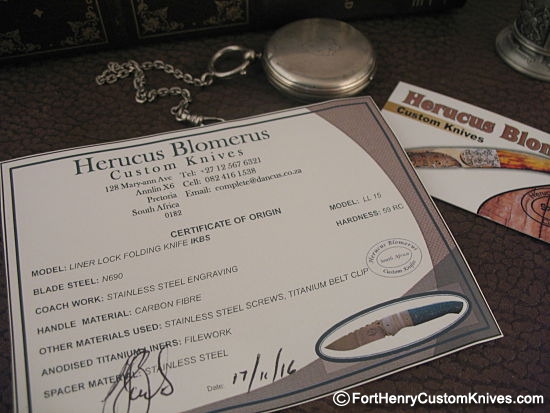 Herucus Blomerus
Custom Knives
128 Mary-ann Ave Tel: +27 12 567 6321
Annlin X6 Cell: 082 416 1538
Pretoria Email: complete@dancus.co.za
South Africa
0182
CERTIFICATE OF ORIGIN
MODEL: LINER LOCK FOLDING KNIFE IKBS
MODEL: LL 15
BLADE STEEL: N690
HARDNESS: 59 RC
COACH WORK: STAINLESS STEEL ENGRAVING
HANDLE MATERIAL: CARBON FIBRE
OTHER MATERIALS USED: STAINLESS STEEL SCREWS, TITANIUM BELT CLIP
ANODISED TITANIUM LINERS: FILEWORK
SPACER MATERIAL: STAINLESS STEEL
Date: 17/11/16
Herucus Blomerus
South Africa
Custom Knives
Herucus Blom
Custom Knives
© FortHenryCustomKnives.com